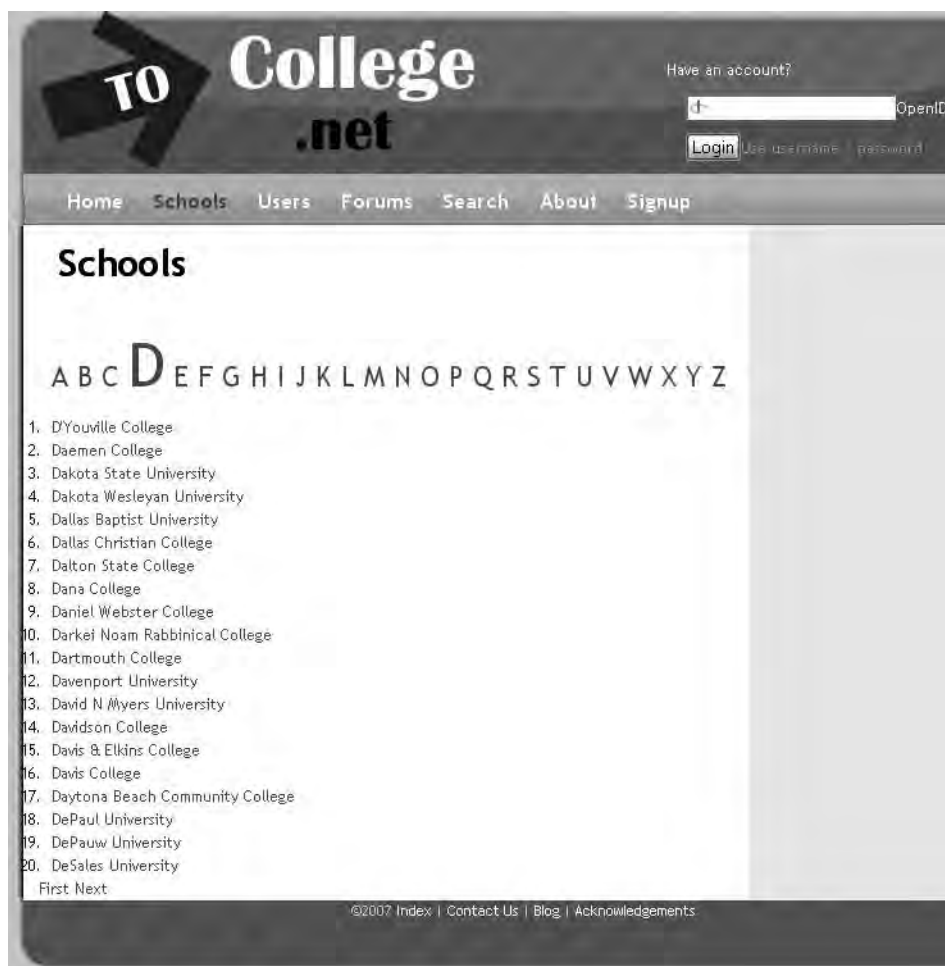 TO College
.net
Have an account?
OpenID
Login Use username password
Home Schools Users Forums Search About Signup
Schools
A B C D E F G H I J K L M N O P Q R S T U V W X Y Z
1. D'Youville College
2. Daemen College
3. Dakota State University
4. Dakota Wesleyan University
5. Dallas Baptist University
6. Dallas Christian College
7. Dalton State College
8. Dana College
9. Daniel Webster College
10. Darkei Noam Rabbinical College
11. Dartmouth College
12. Davenport University
13. David N Myers University
14. Davidson College
15. Davis & Elkins College
16. Davis College
17. Daytona Beach Community College
18. DePaul University
19. DePauw University
20. DeSales University
First Next
©2007 Index | Contact Us | Blog | Acknowledgements